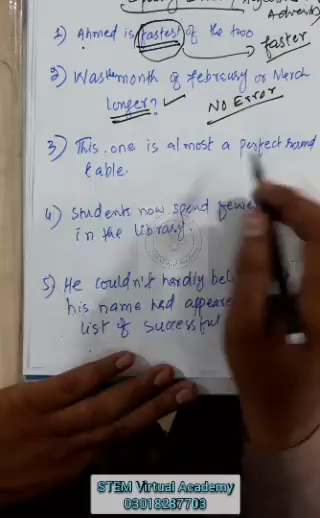 Adverbs
1) Ahmed is fastest of the two
faster
2) Was the month of february or March
longer? ✓ No Error
3) This one is almost a perfect round
table.
4) Students now spend fewe
in the library.
5) He couldn't hardly bel
his name had appeare
list of successful
STEM Virtual Academy
03018287703